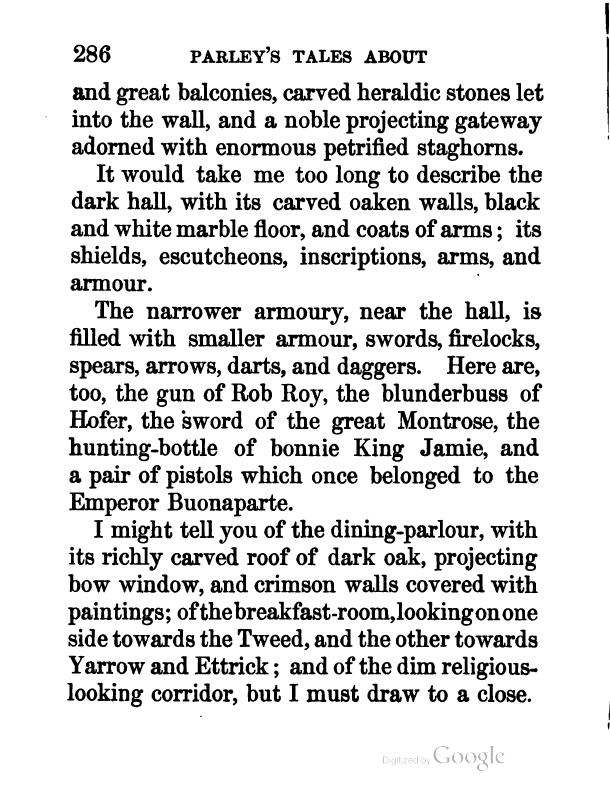 286 PARLEY'S TALES ABOUT
and great balconies, carved heraldic stones let
into the wall, and a noble projecting gateway
adorned with enormous petrified staghorns.
It would take me too long to describe the
dark hall, with its carved oaken walls, black
and white marble floor, and coats of arms; its
shields, escutcheons, inscriptions, arms, and
armour.
The narrower armoury, near the hall, is
filled with smaller armour, swords, firelocks,
spears, arrows, darts, and daggers. Here are,
too, the gun of Rob Roy, the blunderbuss of
Hofer, the sword of the great Montrose, the
hunting-bottle of bonnie King Jamie, and
a pair of pistols which once belonged to the
Emperor Buonaparte.
I might tell you of the dining-parlour, with
its richly carved roof of dark oak, projecting
bow window, and crimson walls covered with
paintings; of the breakfast-room, looking on one
side towards the Tweed, and the other towards
Yarrow and Ettrick; and of the dim religious-
looking corridor, but I must draw to a close.
Digitized by Google